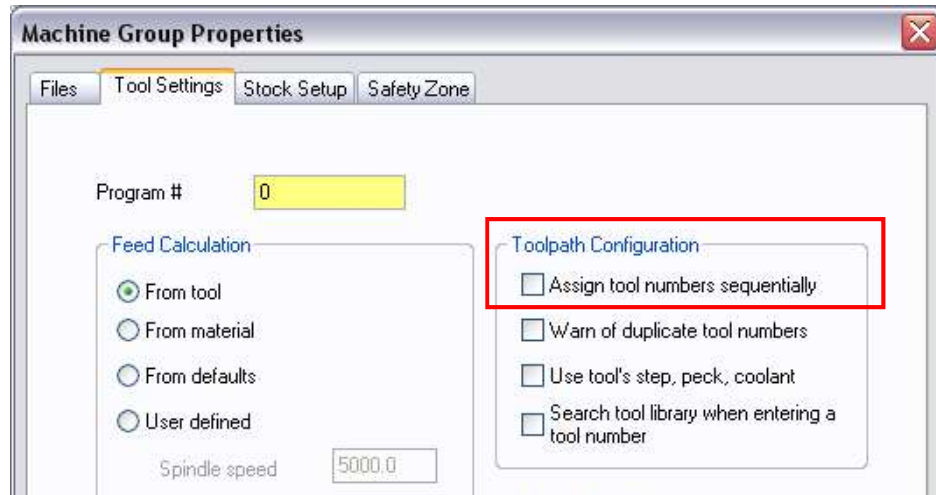 Machine Group Properties
Files
Tool Settings
Stock Setup
Safety Zone
Program #
0
Feed Calculation
From tool
From material
From defaults
User defined
Spindle speed
5000.0
Toolpath Configuration
Assign tool numbers sequentially
Warn of duplicate tool numbers
Use tool's step, peck, coolant
Search tool library when entering a
tool number